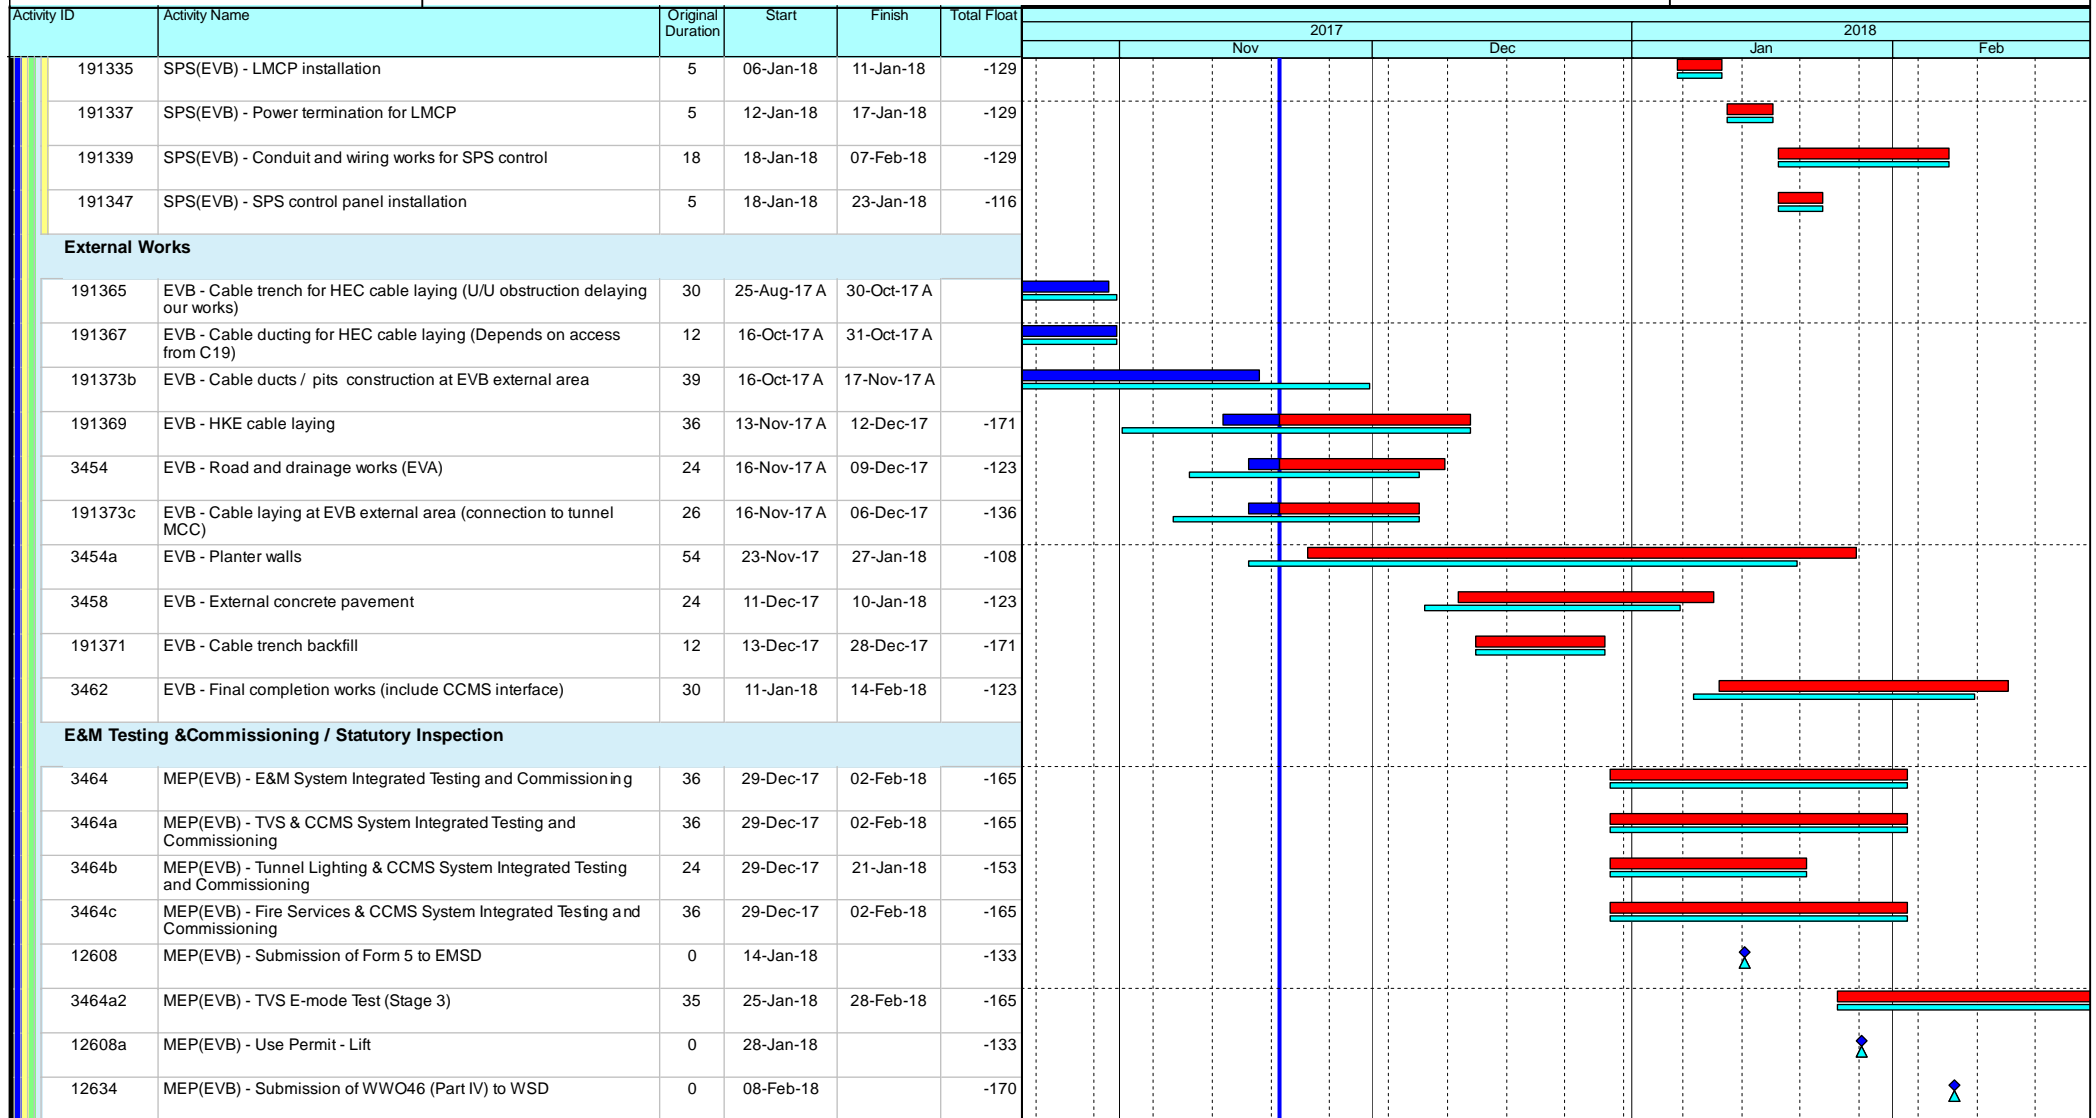 Activity ID Activity Name Original Duration Start Finish Total Float
2017 2018
Nov Dec Jan Feb
191335 SPS(EVB) - LMCP installation 5 06-Jan-18 11-Jan-18 -129
191337 SPS(EVB) - Power termination for LMCP 5 12-Jan-18 17-Jan-18 -129
191339 SPS(EVB) - Conduit and wiring works for SPS control 18 18-Jan-18 07-Feb-18 -129
191347 SPS(EVB) - SPS control panel installation 5 18-Jan-18 23-Jan-18 -116
External Works
191365 EVB - Cable trench for HEC cable laying (U/U obstruction delaying 30 25-Aug-17 A 30-Oct-17 A
our works)
191367 EVB - Cable ducting for HEC cable laying (Depends on access 12 16-Oct-17 A 31-Oct-17 A
from C19)
191373b EVB - Cable ducts / pits construction at EVB external area 39 16-Oct-17 A 17-Nov-17 A
191369 EVB - HKE cable laying 36 13-Nov-17 A 12-Dec-17 -171
3454 EVB - Road and drainage works (EVA) 24 16-Nov-17 A 09-Dec-17 -123
191373c EVB - Cable laying at EVB external area (connection to tunnel 26 16-Nov-17 A 06-Dec-17 -136
MCC)
3454a EVB - Planter walls 54 23-Nov-17 27-Jan-18 -108
3458 EVB - External concrete pavement 24 11-Dec-17 10-Jan-18 -123
191371 EVB - Cable trench backfill 12 13-Dec-17 28-Dec-17 -171
3462 EVB - Final completion works (include CCMS interface) 30 11-Jan-18 14-Feb-18 -123
E&M Testing &Commissioning / Statutory Inspection
3464 MEP(EVB) - E&M System Integrated Testing and Commissioning 36 29-Dec-17 02-Feb-18 -165
3464a MEP(EVB) - TVS & CCMS System Integrated Testing and 36 29-Dec-17 02-Feb-18 -165
Commissioning
3464b MEP(EVB) - Tunnel Lighting & CCMS System Integrated Testing 24 29-Dec-17 21-Jan-18 -153
and Commissioning
3464c MEP(EVB) - Fire Services & CCMS System Integrated Testing and 36 29-Dec-17 02-Feb-18 -165
Commissioning
12608 MEP(EVB) - Submission of Form 5 to EMSD 0 14-Jan-18 -133
3464a2 MEP(EVB) - TVS E-mode Test (Stage 3) 35 25-Jan-18 28-Feb-18 -165
12608a MEP(EVB) - Use Permit - Lift 0 28-Jan-18 -133
12634 MEP(EVB) - Submission of WWO46 (Part IV) to WSD 0 08-Feb-18 -170